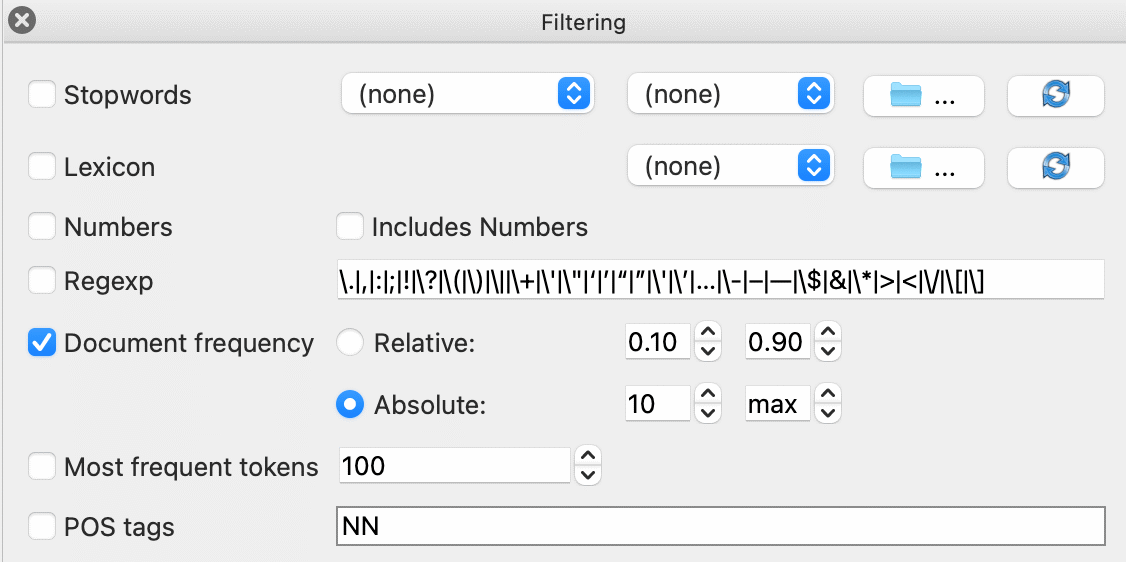 Filtering
Stopwords (none) (none) ...
Lexicon (none) ...
Numbers Includes Numbers
Regexp \.|,|:|;|!|\?|\(|\)|\||\+|\'|\"|‘|’|“|”|\'|\’|…|\-|–|—|\$|&|\*|>|<|\/|\[|\]
Document frequency Relative: 0.10 0.90
Absolute: 10 max
Most frequent tokens 100
POS tags NN